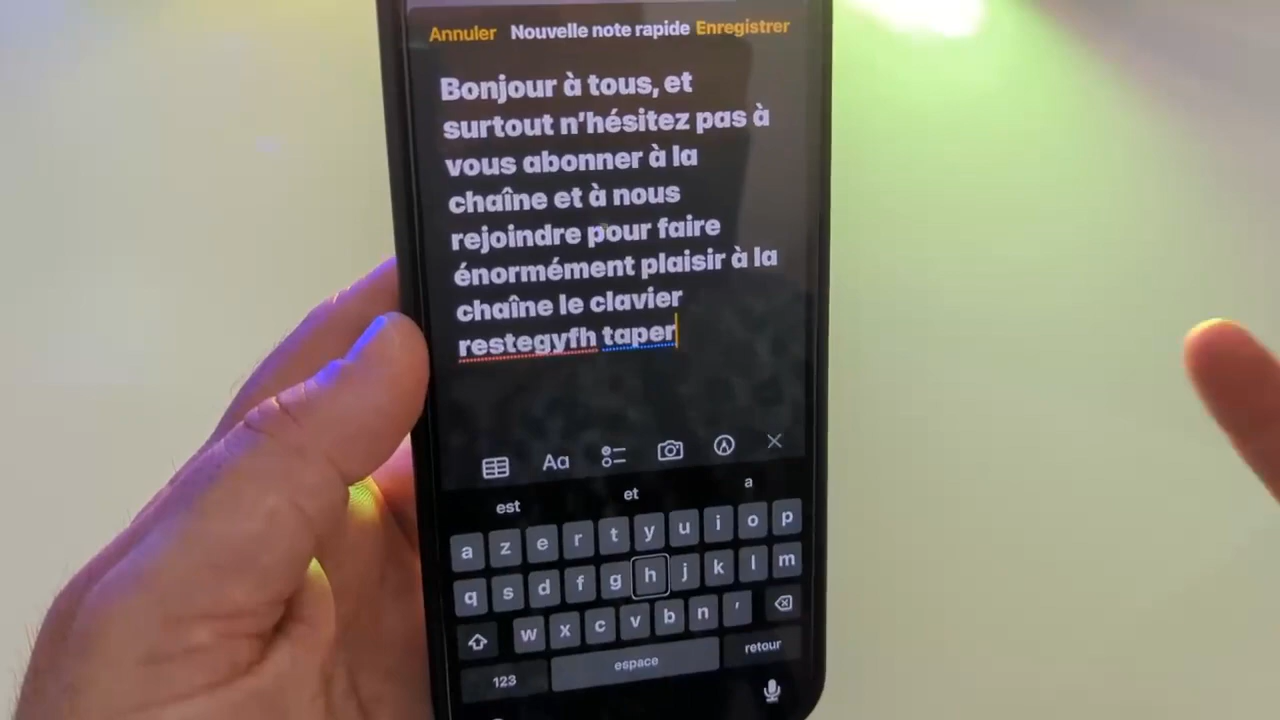 Annuler Nouvelle note rapide Enregistrer
Bonjour à tous, et
surtout n’hésitez pas à
vous abonner à la
chaîne et à nous
rejoindre pour faire
énormément plaisir à la
chaîne le clavier
restegyfh taper
Aa
est et a
a z e r t y u i o p
q s d f g h j k l m
w x c v b n ’
123 espace retour